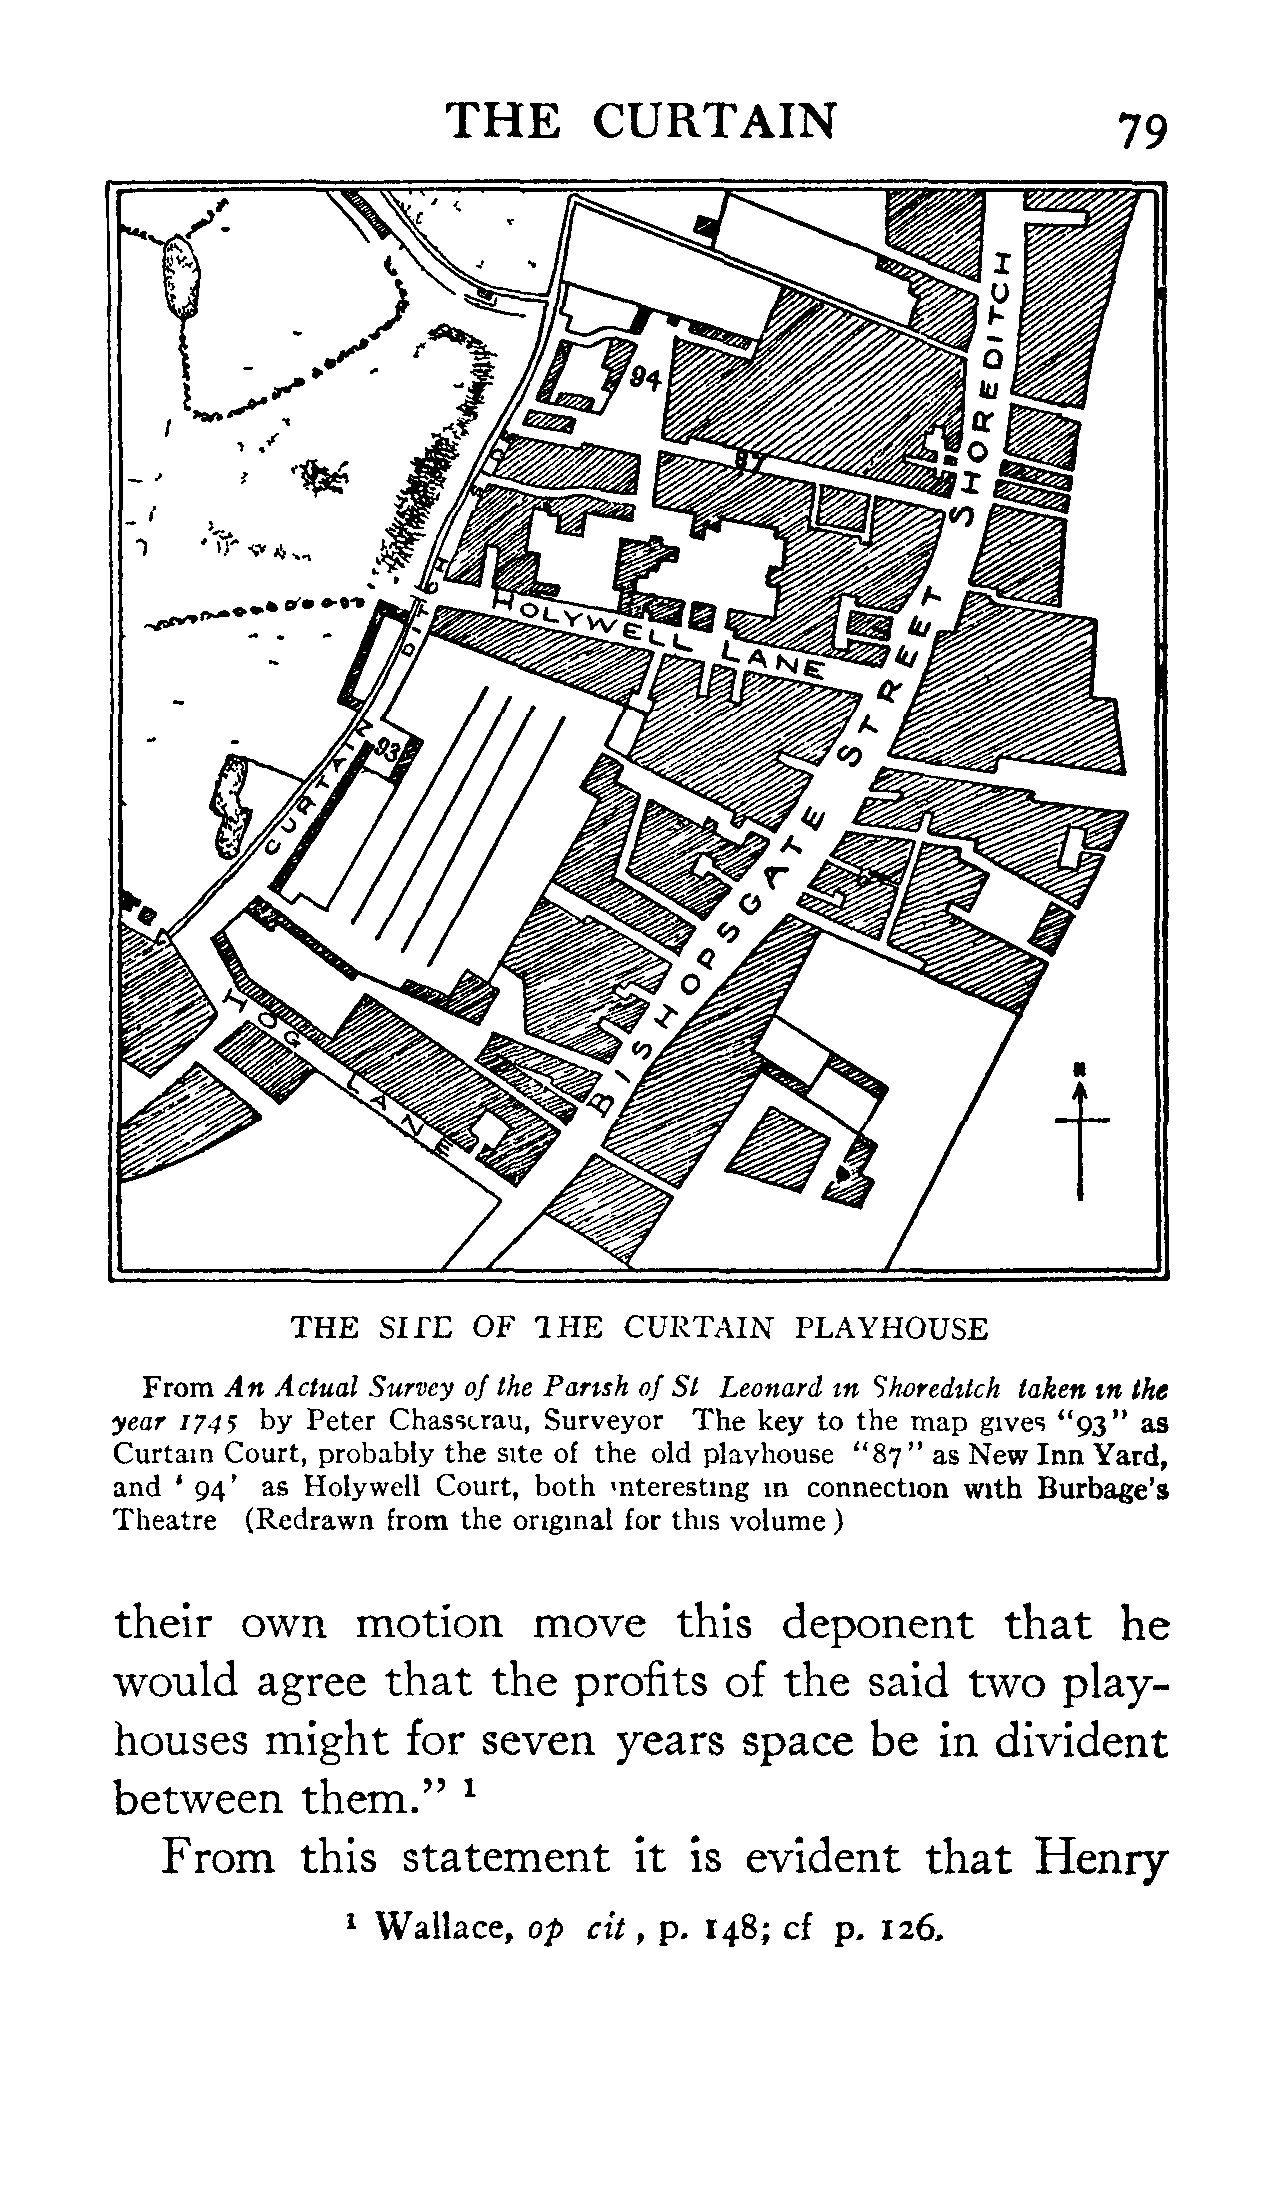 THE CURTAIN
79
SHOREDITCH
94
87
DITCH SIDE
HOLYWELL LANE
BISHOPSGATE STREET
93
CURTAIN
HOG LANE
N
THE SITE OF THE CURTAIN PLAYHOUSE
From An Actual Survey of the Parish of St Leonard in Shoreditch taken in the
year 1745 by Peter Chasserau, Surveyor The key to the map gives "93" as
Curtain Court, probably the site of the old playhouse "87" as New Inn Yard,
and ‘94’ as Holywell Court, both interesting in connection with Burbage's
Theatre (Redrawn from the original for this volume)
their own motion move this deponent that he
would agree that the profits of the said two play-
houses might for seven years space be in divident
between them." ¹
From this statement it is evident that Henry
¹ Wallace, op cit, p. 148; cf p. 126.